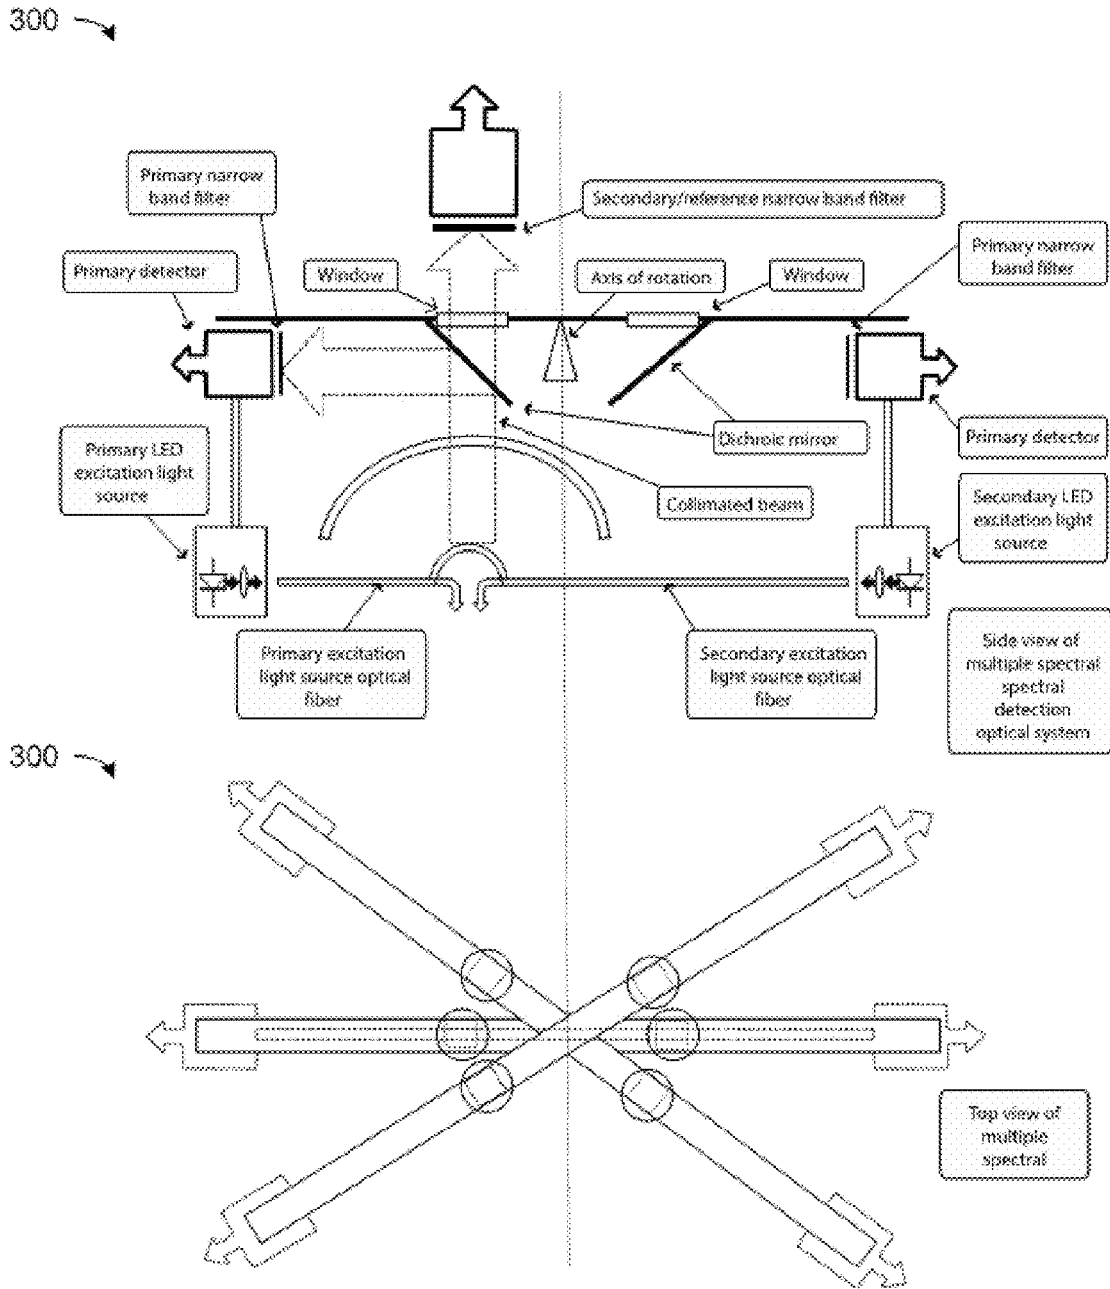 300
Primary narrow
band filter
Secondary/reference narrow band filter
Primary narrow
band filter
Primary detector
Window
Axis of rotation
Window
Dichroic mirror
Primary detector
Primary LED
excitation light
source
Collimated beam
Secondary LED
excitation light
source
Primary excitation
light source optical
fiber
Secondary excitation
light source optical
fiber
Side view of
multiple spectral
spectral
detection
optical system
300
Top view of
multiple
spectral